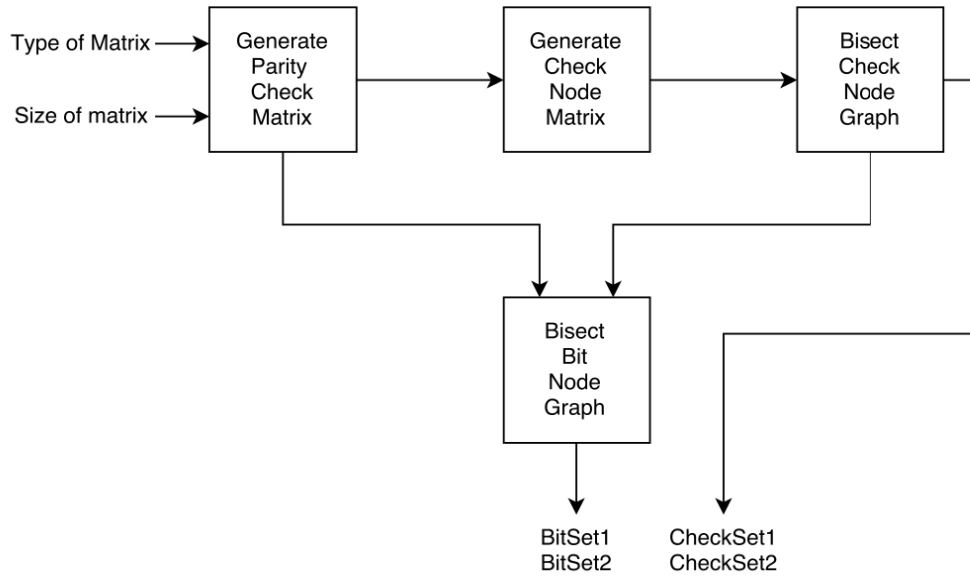 Type of Matrix
Size of matrix
Generate
Parity
Check
Matrix
Generate
Check
Node
Matrix
Bisect
Check
Node
Graph
Bisect
Bit
Node
Graph
BitSet1
BitSet2
CheckSet1
CheckSet2